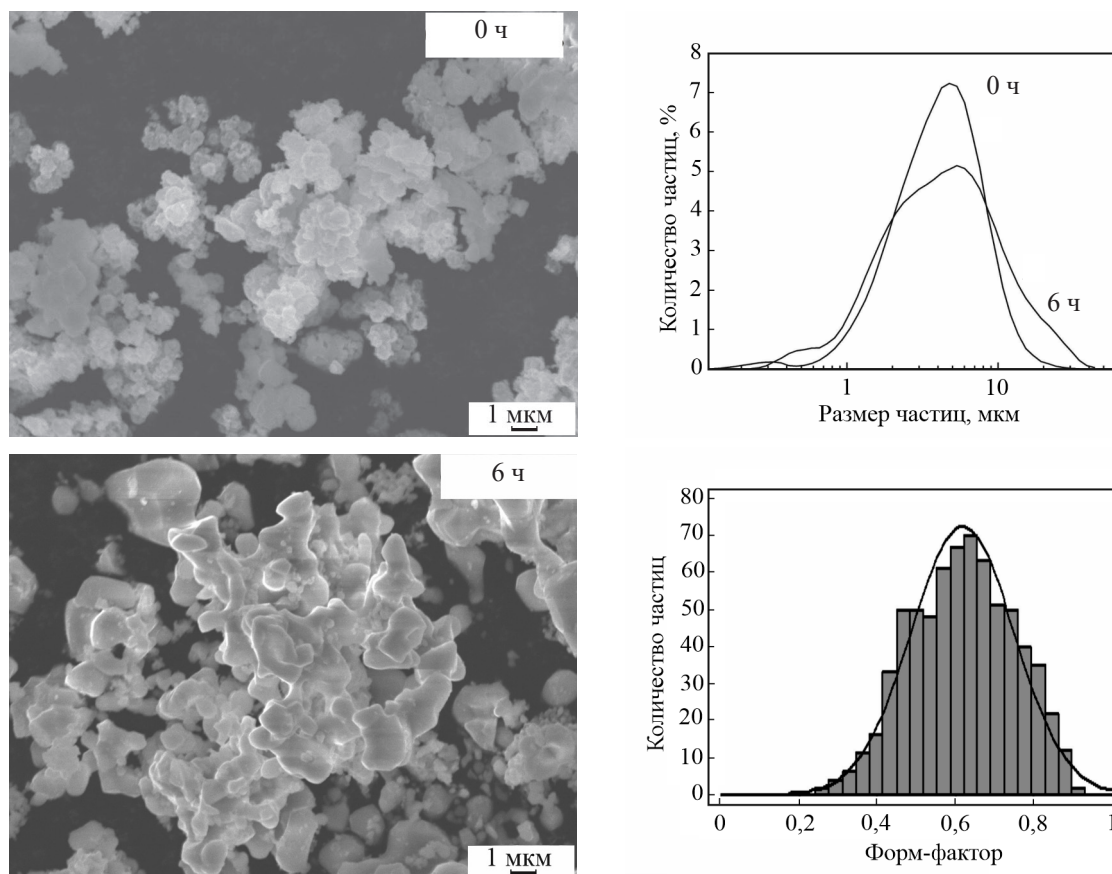 0 ч
1 мкм
8
7
6
5
4
3
2
1
0
Количество частиц, %
0 ч
6 ч
1
10
Размер частиц, мкм
6 ч
1 мкм
80
70
60
50
40
30
20
10
0
Количество частиц
0
0,2
0,4
0,6
0,8
1
Форм-фактор